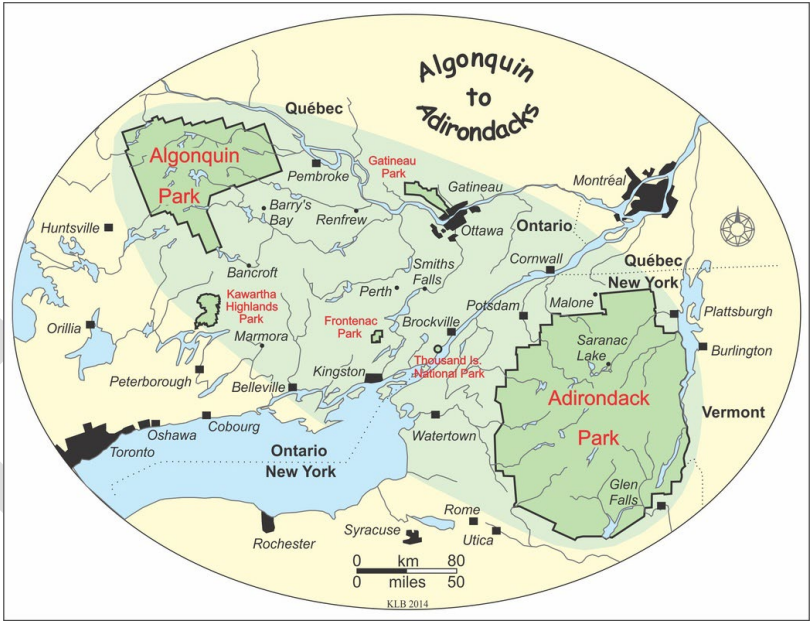 Algonquin
to
Adirondacks
Québec
Algonquin
Park
Pembroke
Gatineau
Park
Gatineau
Montréal
Barry's
Bay
Renfrew
Ottawa
Ontario
Huntsville
Bancroft
Smiths
Falls
Cornwall
Québec
New York
Kawartha
Highlands
Park
Perth
Potsdam
Malone
Plattsburgh
Orillia
Frontenac
Park
Brockville
Marmora
Saranac
Lake
Burlington
Thousand Is.
National Park
Peterborough
Belleville
Kingston
Adirondack
Park
Vermont
Cobourg
Oshawa
Toronto
Watertown
Ontario
New York
Glen
Falls
Rochester
Syracuse
Rome
Utica
0 km 80
0 miles 50
KLB 2014